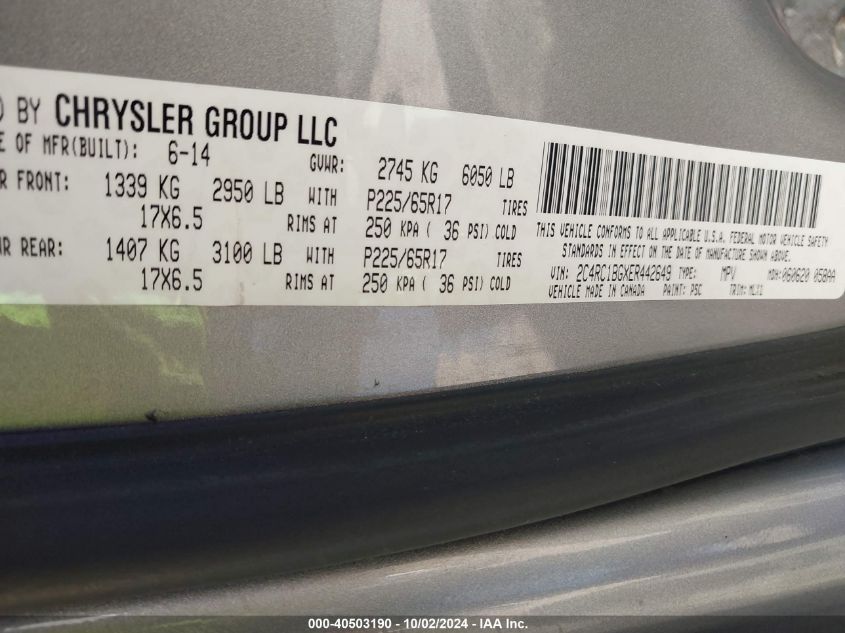 ) BY CHRYSLER GROUP LLC
E OF MFR(BUILT): 6-14 GVWR: 2745 KG 6050 LB
R FRONT: 1339 KG 2950 LB WITH P225/65R17 TIRES
17X6.5 RIMS AT 250 KPA ( 36 PSI) COLD
R REAR: 1407 KG 3100 LB WITH P225/65R17 TIRES
17X6.5 RIMS AT 250 KPA ( 36 PSI) COLD
THIS VEHICLE CONFORMS TO ALL APPLICABLE U.S.A. FEDERAL MOTOR VEHICLE SAFETY
STANDARDS IN EFFECT ON THE DATE OF MANUFACTURE SHOWN ABOVE.
VIN: 2C4RC1BGXER442649 TYPE: MPV MDH: 060620 058AA
VEHICLE MADE IN CANADA PAINT: PSC TRIM:
000-40503190 - 10/02/2024 - IAA Inc.